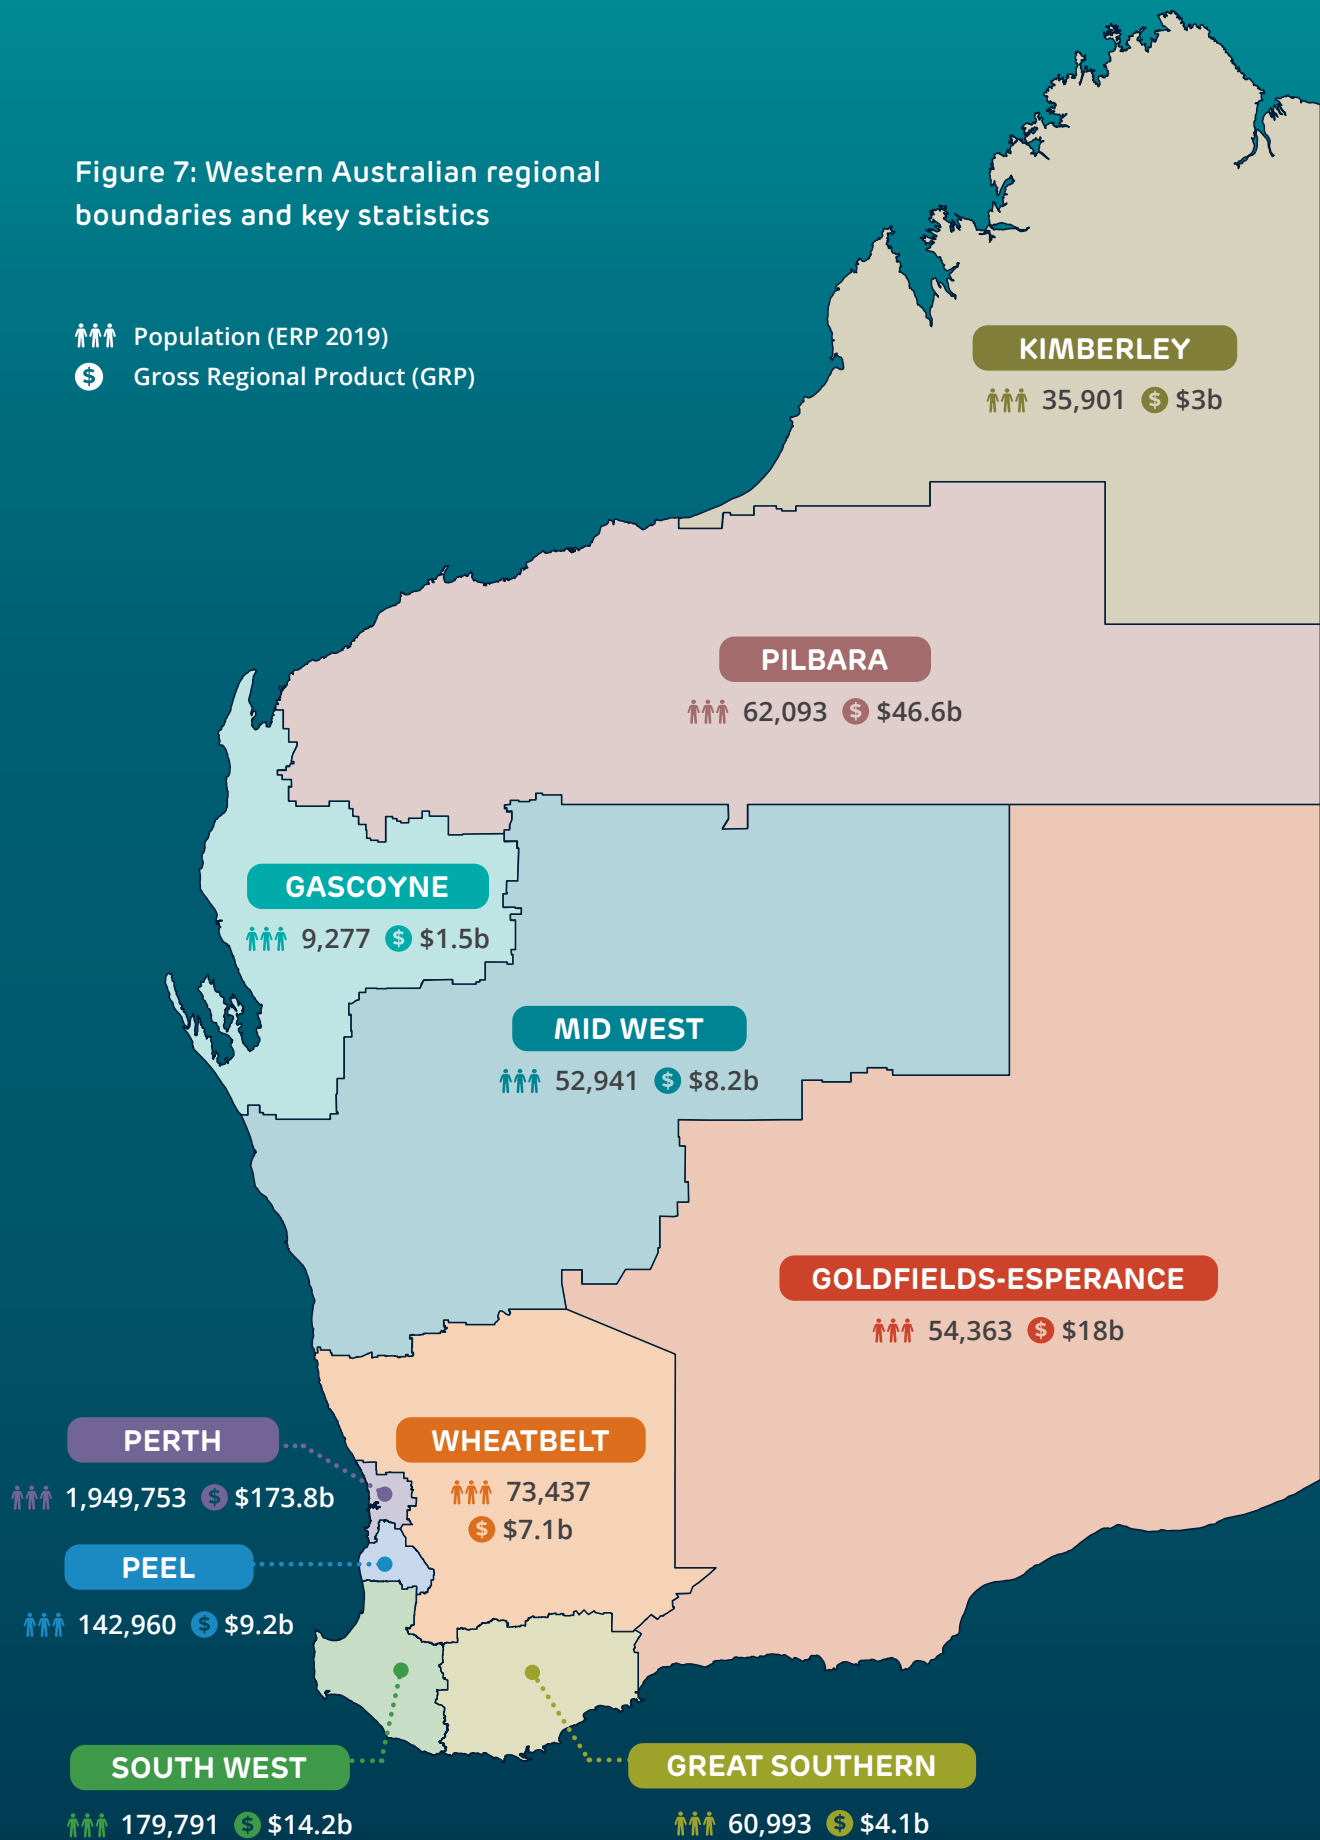 Figure 7: Western Australian regional
boundaries and key statistics
Population (ERP 2019)
$ Gross Regional Product (GRP)
KIMBERLEY
35,901 $ $3b
PILBARA
62,093 $ $46.6b
GASCOYNE
9,277 $ $1.5b
MID WEST
52,941 $ $8.2b
GOLDFIELDS-ESPERANCE
54,363 $ $18b
PERTH
1,949,753 $ $173.8b
WHEATBELT
73,437
$ $7.1b
PEEL
142,960 $ $9.2b
SOUTH WEST
179,791 $ $14.2b
GREAT SOUTHERN
60,993 $ $4.1b